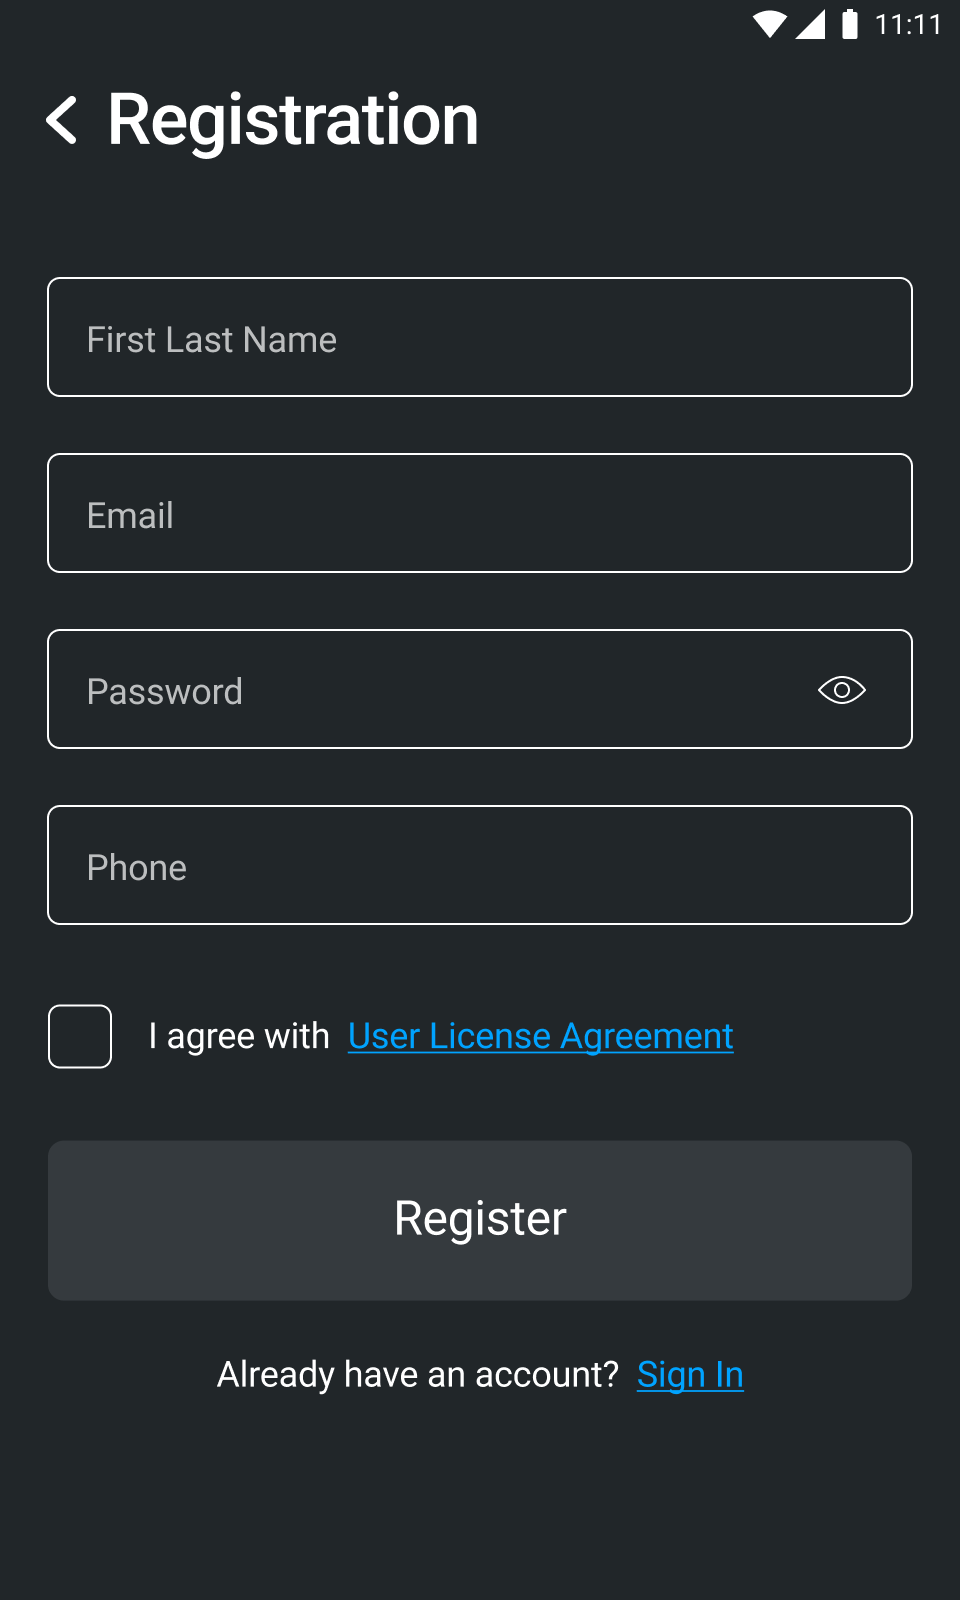 11:11
Registration
First Last Name
Email
Password
Phone
I agree with User License Agreement
Register
Already have an account? Sign In